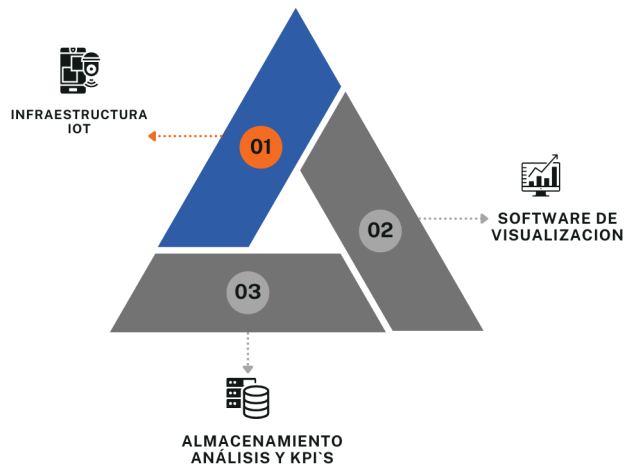 INFRAESTRUCTURA
IOT
01
02
SOFTWARE DE
VISUALIZACION
03
ALMACENAMIENTO
ANÁLISIS Y KPI`S